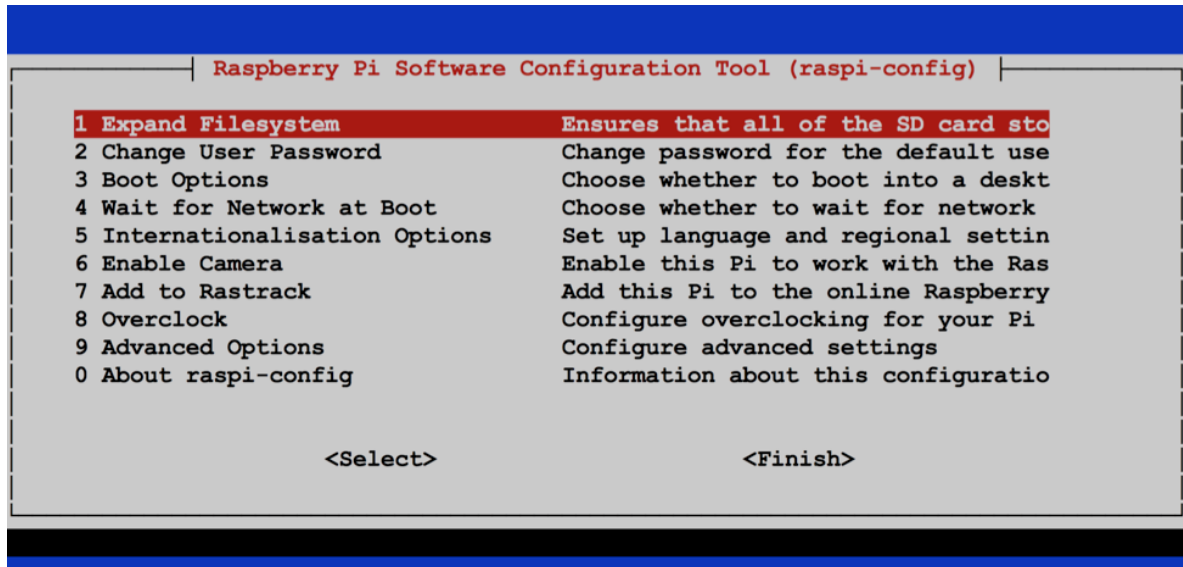 Raspberry Pi Software Configuration Tool (raspi-config)
1 Expand Filesystem Ensures that all of the SD card sto
2 Change User Password Change password for the default use
3 Boot Options Choose whether to boot into a deskt
4 Wait for Network at Boot Choose whether to wait for network
5 Internationalisation Options Set up language and regional settin
6 Enable Camera Enable this Pi to work with the Ras
7 Add to Rastrack Add this Pi to the online Raspberry
8 Overclock Configure overclocking for your Pi
9 Advanced Options Configure advanced settings
0 About raspi-config Information about this configuratio
<Select> <Finish>